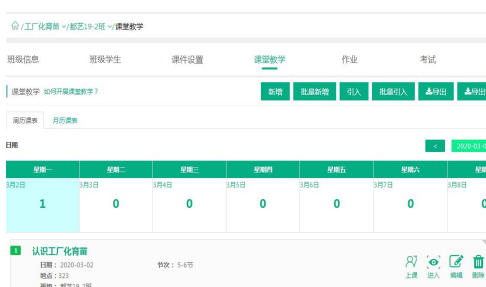 /工厂化育苗 /都艺19-2班 /课堂教学
班级信息 班级学生 课件设置 课堂教学 作业 考试
课堂教学 如何开展课堂教学？ 新增 批量新增 引入 批量引入 导出 导出
周历课表 月历课表
日期 < 2020-03-0
星期一 星期二 星期三 星期四 星期五 星期六 星期
3月2日 3月3日 3月4日 3月5日 3月6日 3月7日 3月8日
1 0 0 0 0 0 0
1 认识工厂化育苗
日期：2020-03-02 节次：5-6节
地点：323
上课 进入 编辑 删除